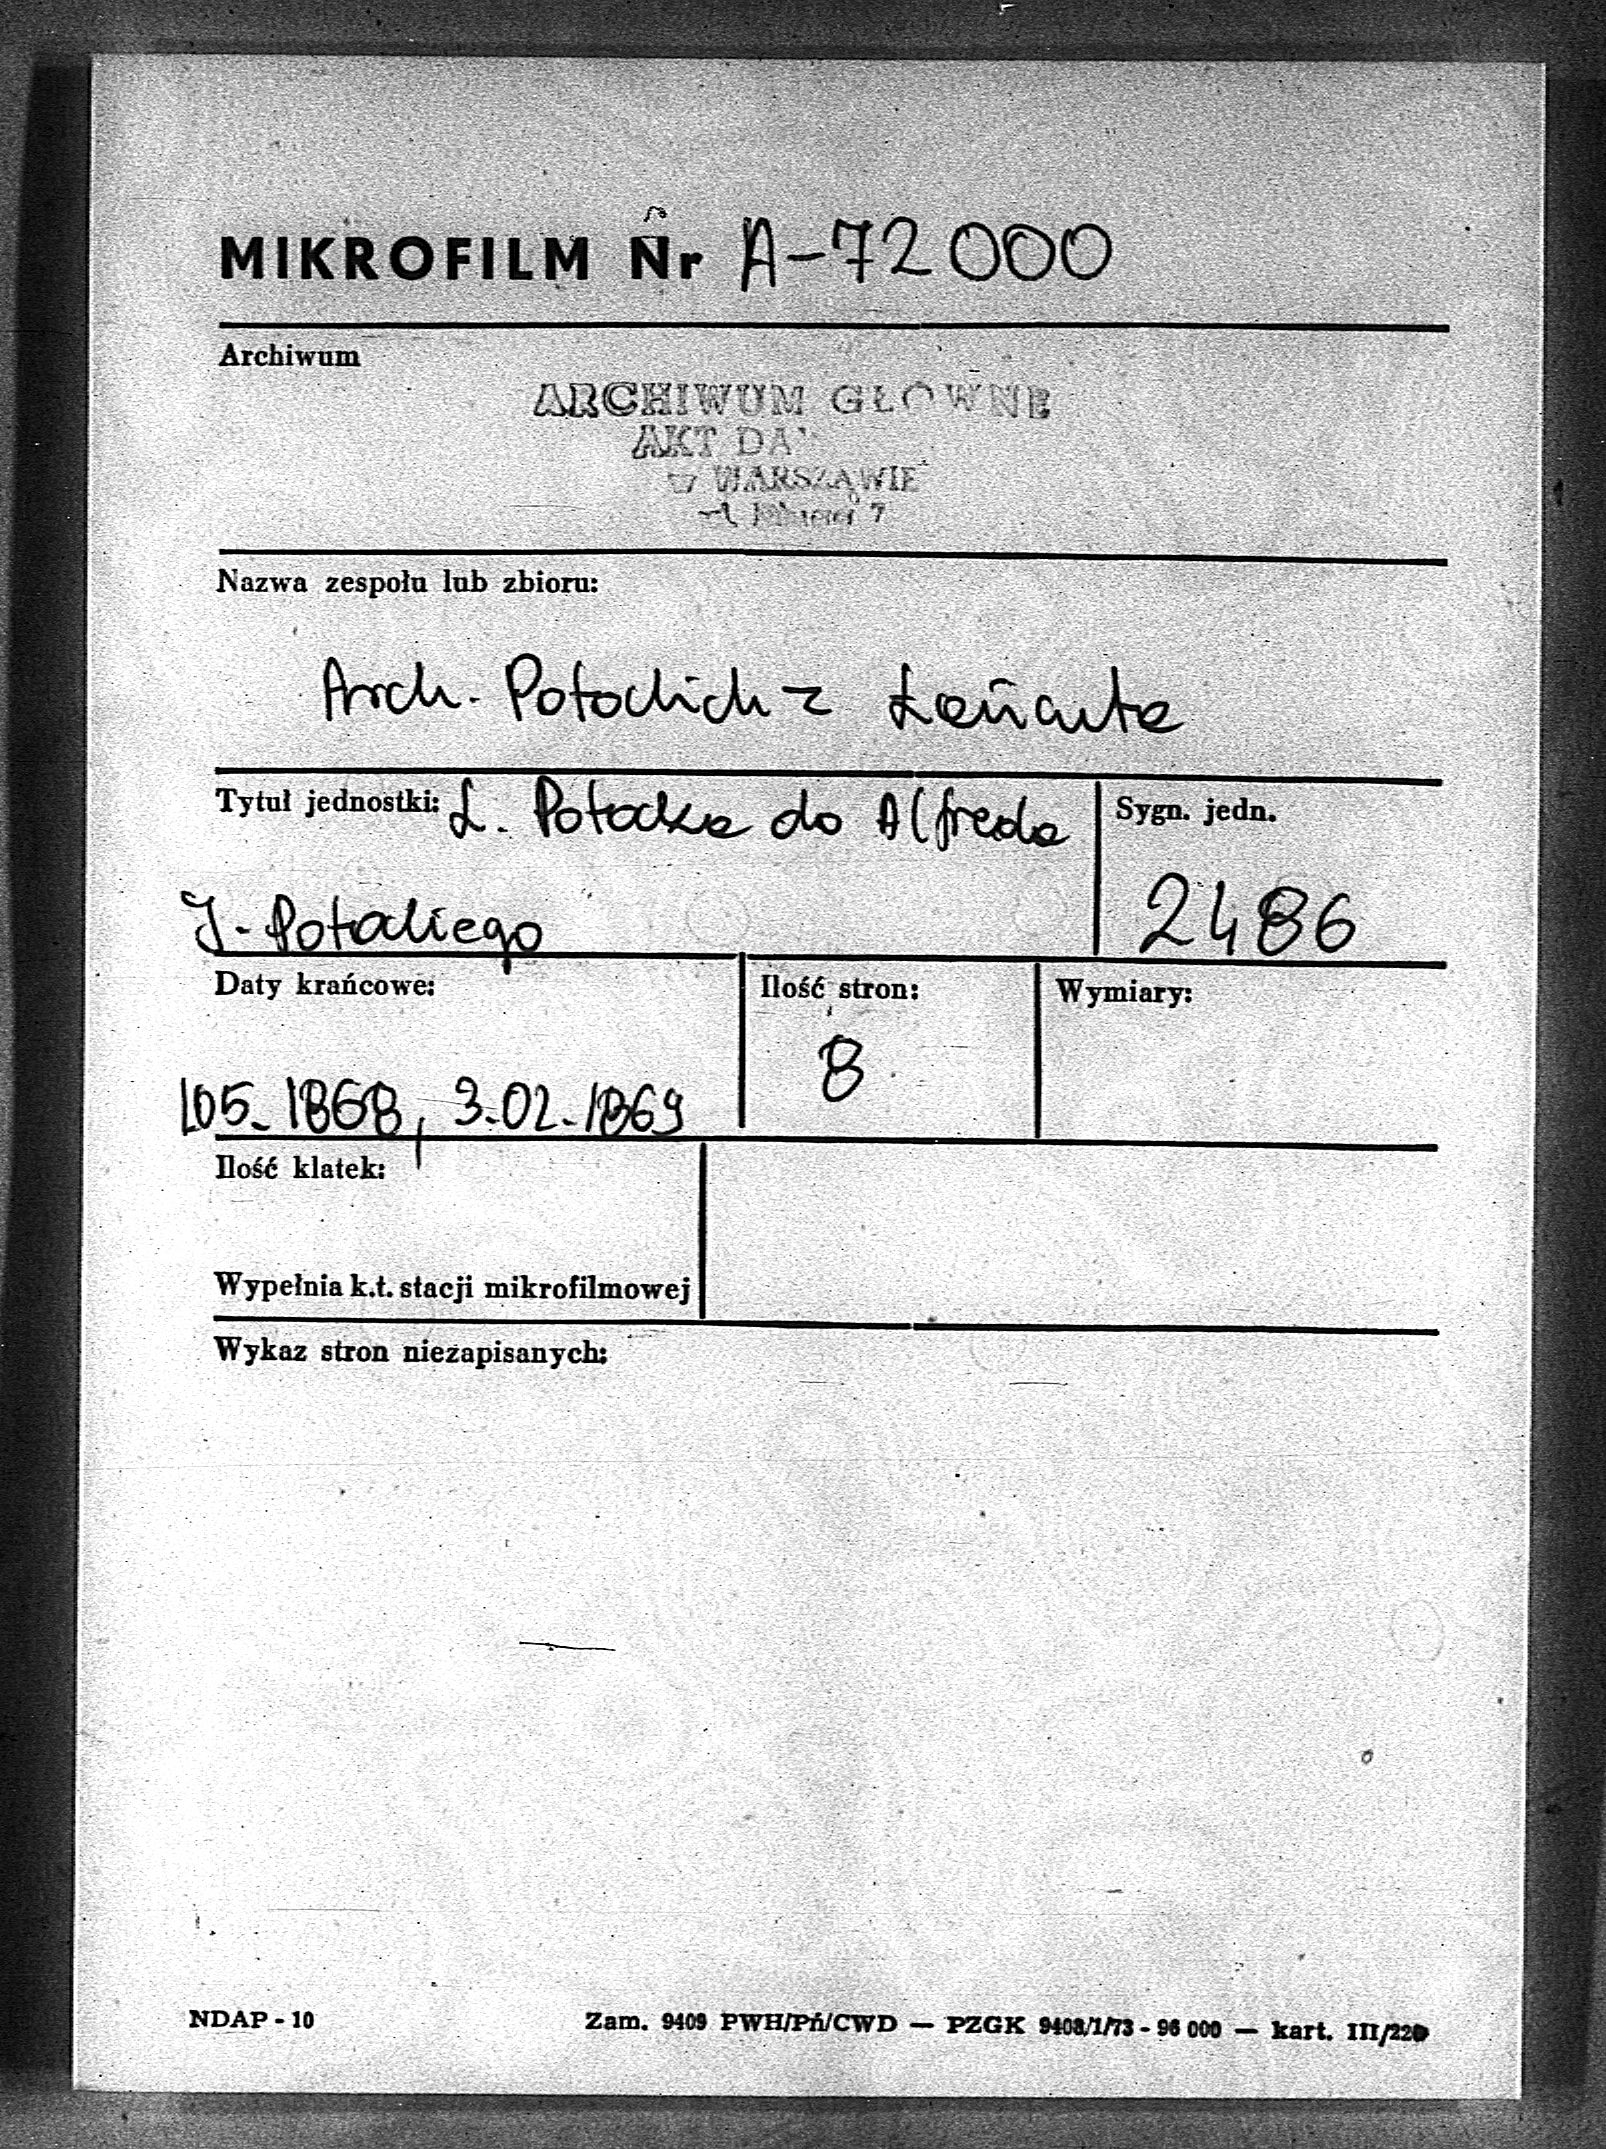 MIKROFILM Nr A-72000
Archiwum
ARCHIWUM GŁOWNE
AKT DA
WARSZAWIE
7
Nazwa zespołu lub zbioru:
Arch. Potockich z Łańcuta
Tytuł jednostki: Ł. Potocka do Alfreda
Sygn. jedn.
J. Potockiego
2486
Daty krańcowe:
Ilość stron:
Wymiary:
8
05. 1868, 3.02.1869
Ilość klatek:
Wypełnia k.t. stacji mikrofilmowej
Wykaz stron niezapisanych:
NDAP - 10
Zam. 9409 PWH/Pń/CWD — PZGK 9408/1/73 - 96 000 — kart. III/220